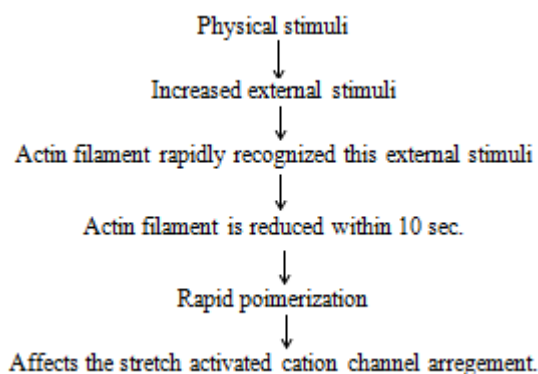 Physical stimuli
Increased external stimuli
Actin filament rapidly recognized this external stimuli
Actin filament is reduced within 10 sec.
Rapid poimerization
Affects the stretch activated cation channel arregement.